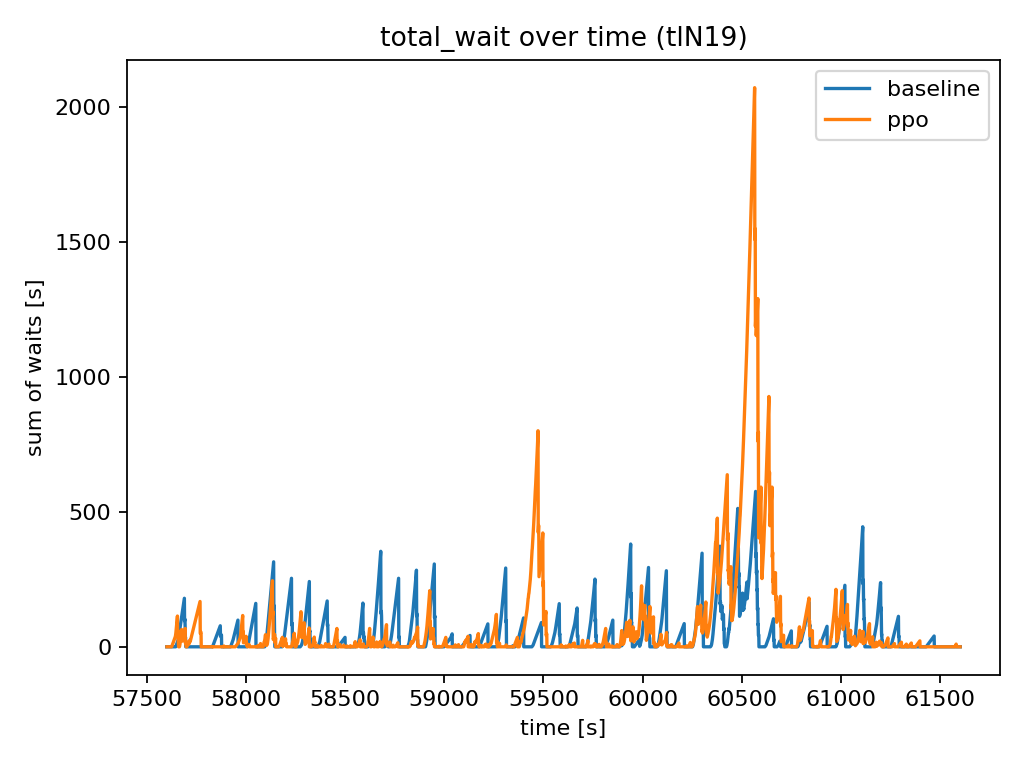 total_wait over time (tlN19)
baseline
ppo
sum of waits [s]
2000
1500
1000
500
0
57500 58000 58500 59000 59500 60000 60500 61000 61500
time [s]